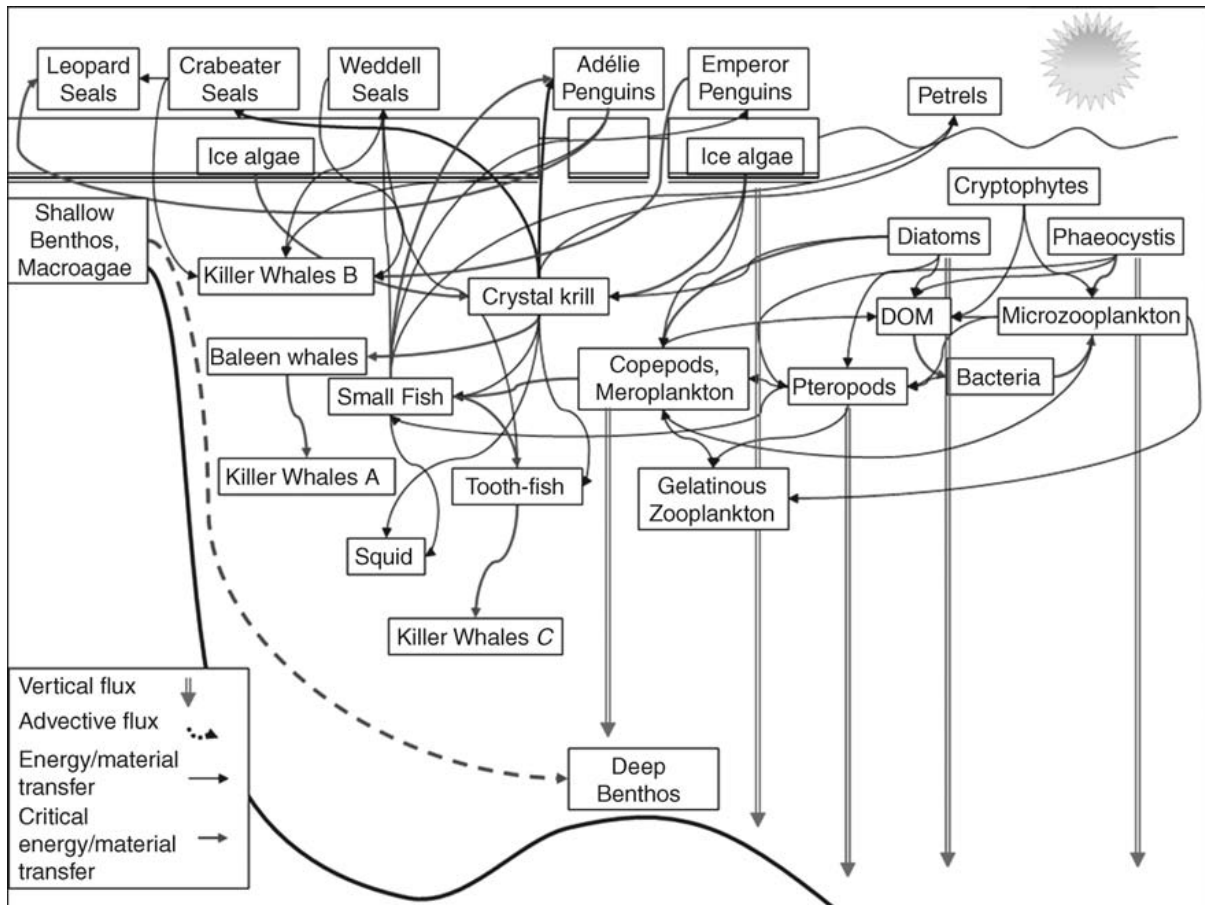 Leopard
Seals
Crabeater
Seals
Weddell
Seals
Adélie
Penguins
Emperor
Penguins
Petrels
Ice algae
Ice algae
Cryptophytes
Shallow
Benthos,
Macroagae
Diatoms
Phaeocystis
Killer Whales B
Crystal krill
DOM
Microzooplankton
Baleen whales
Copepods,
Meroplankton
Pteropods
Bacteria
Small Fish
Killer Whales A
Tooth-fish
Gelatinous
Zooplankton
Squid
Killer Whales C
Vertical flux
Advective flux
Energy/material
transfer
Critical
energy/material
transfer
Deep
Benthos